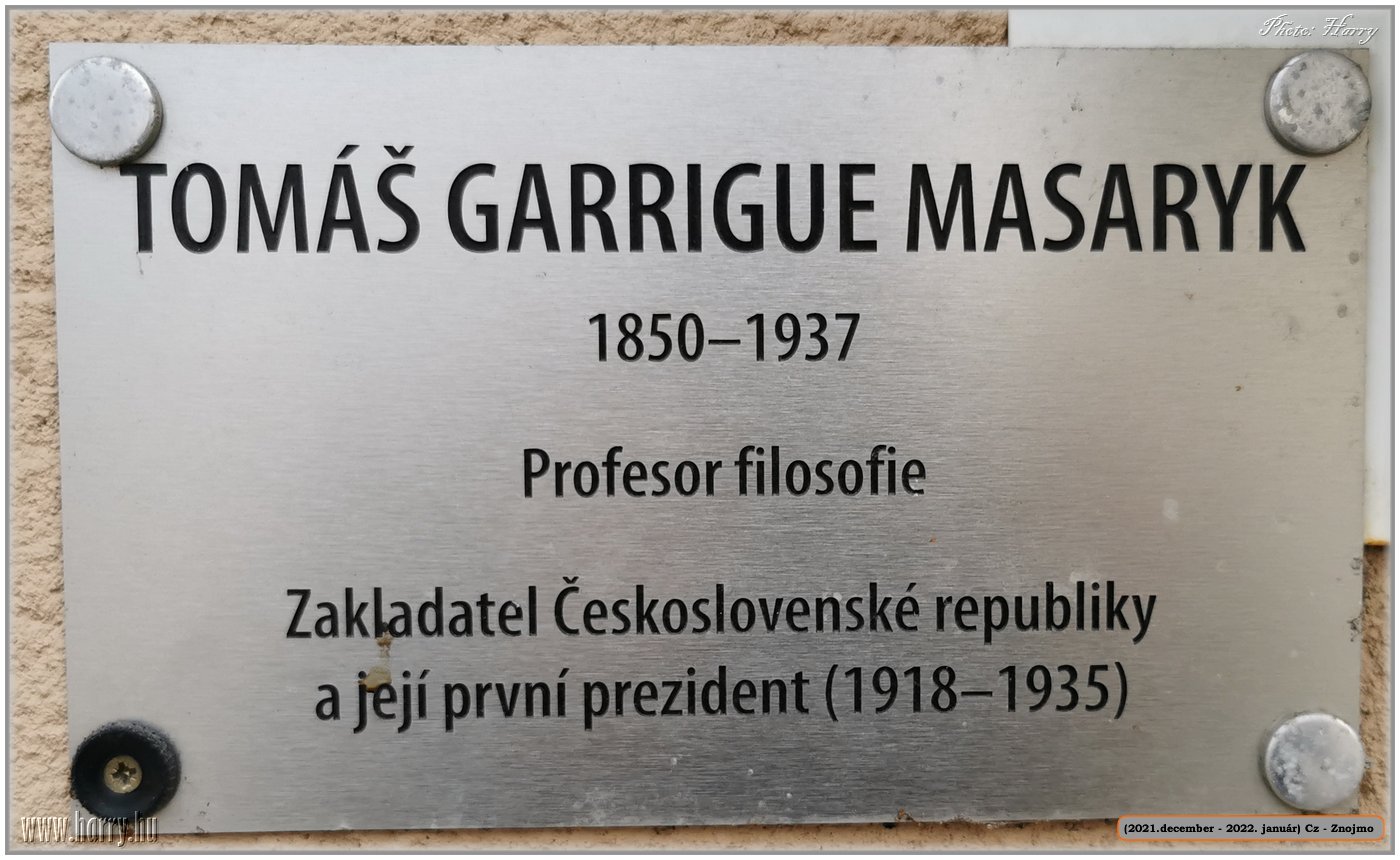 Photo: Harry
TOMÁŠ GARRIGUE MASARYK
1850–1937
Profesor filosofie
Zakladatel Československé republiky
a její první prezident (1918–1935)
www.horry.hu
(2021.december - 2022. január) Cz - Znojmo